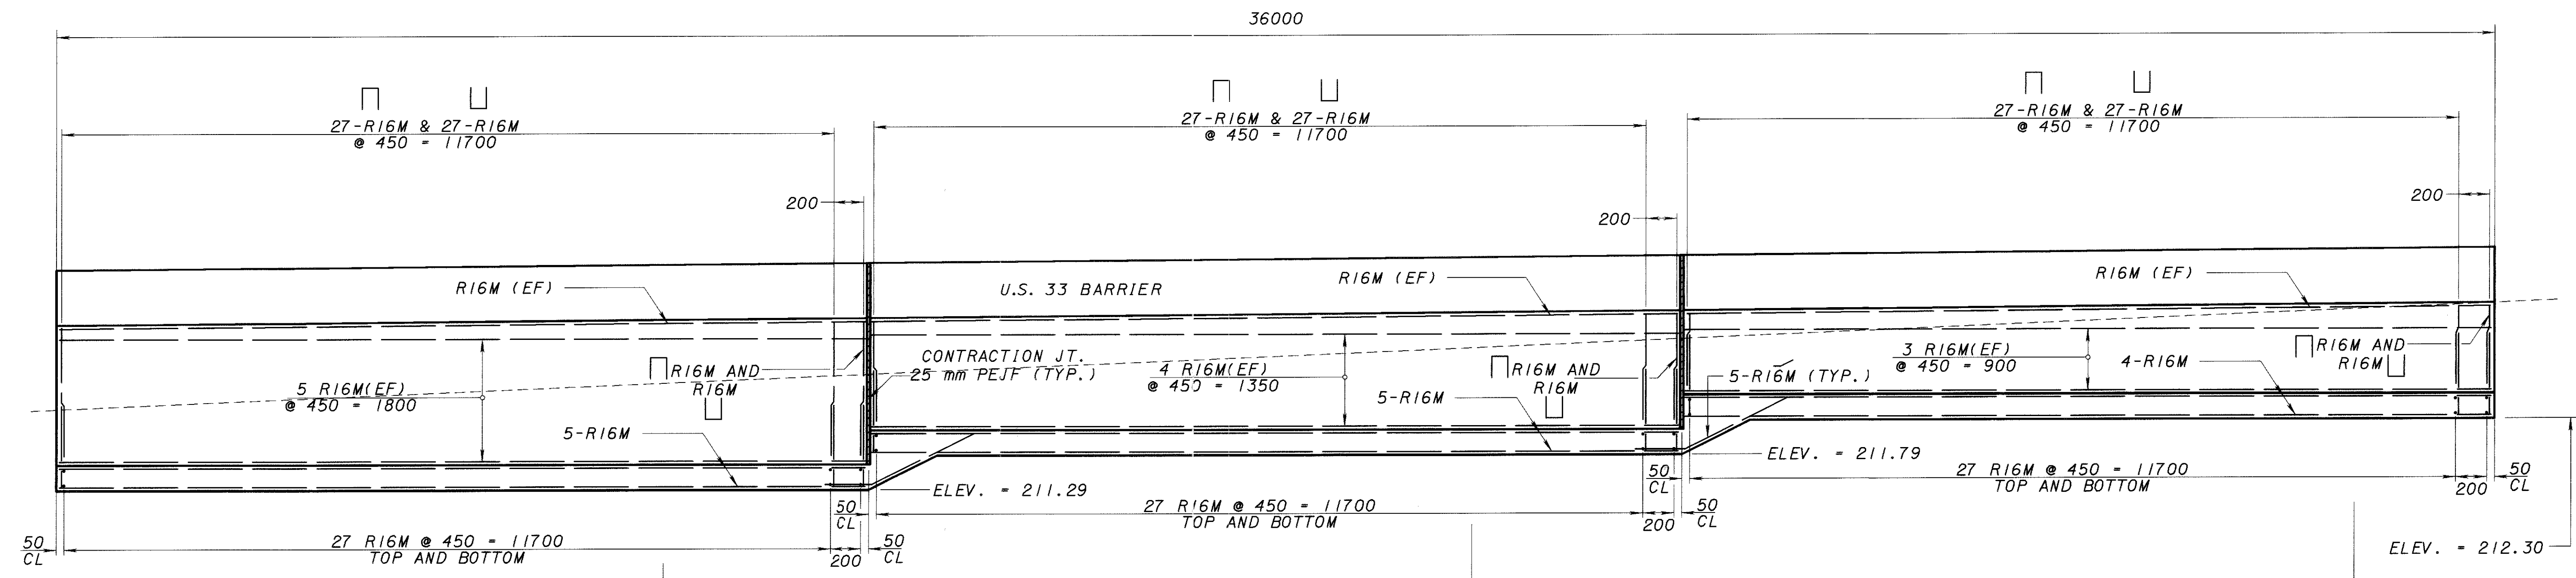 36000
27-R16M & 27-R16M
@ 450 = 11700
27-R16M & 27-R16M
@ 450 = 11700
27-R16M & 27-R16M
@ 450 = 11700
200
200
200
R16M (EF)
U.S. 33 BARRIER
R16M (EF)
R16M (EF)
5 R16M(EF)
@ 450 = 1800
R16M AND
R16M
CONTRACTION JT.
25 mm PEJF (TYP.)
4 R16M(EF)
@ 450 = 1350
R16M AND
R16M
5-R16M (TYP.)
3 R16M(EF)
@ 450 = 900
4-R16M
R16M AND
R16M
5-R16M
5-R16M
ELEV. = 211.29
ELEV. = 211.79
50
CL
27 R16M @ 450 = 11700
TOP AND BOTTOM
200
50
CL
50
CL
27 R16M @ 450 = 11700
TOP AND BOTTOM
200
50
CL
50
CL
27 R16M @ 450 = 11700
TOP AND BOTTOM
200
50
CL
ELEV. = 212.30